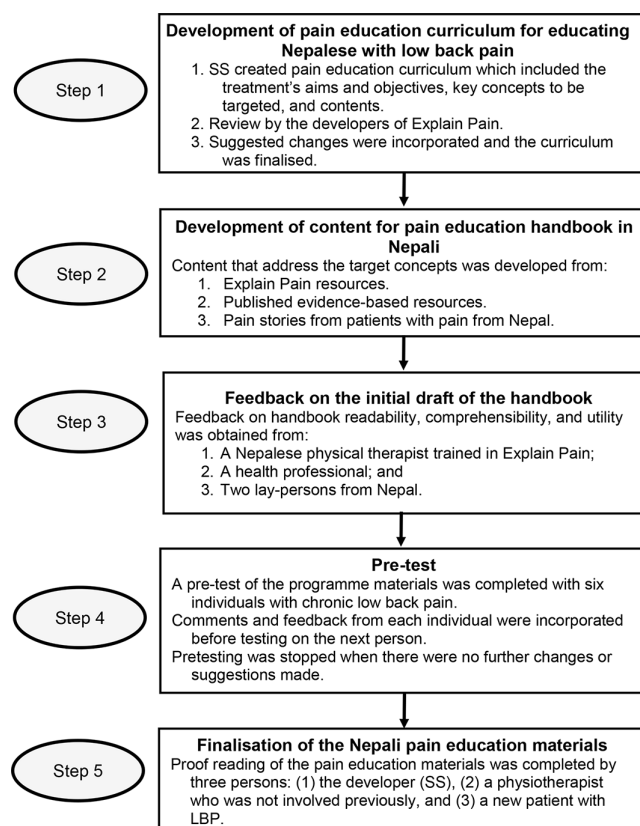 Step 1
Development of pain education curriculum for educating
Nepalese with low back pain
1. SS created pain education curriculum which included the
treatment's aims and objectives, key concepts to be
targeted, and contents.
2. Review by the developers of Explain Pain.
3. Suggested changes were incorporated and the curriculum
was finalised.
Step 2
Development of content for pain education handbook in
Nepali
Content that address the target concepts was developed from:
1. Explain Pain resources.
2. Published evidence-based resources.
3. Pain stories from patients with pain from Nepal.
Step 3
Feedback on the initial draft of the handbook
Feedback on handbook readability, comprehensibility, and utility
was obtained from:
1. A Nepalese physical therapist trained in Explain Pain;
2. A health professional; and
3. Two lay-persons from Nepal.
Step 4
Pre-test
A pre-test of the programme materials was completed with six
individuals with chronic low back pain.
Comments and feedback from each individual were incorporated
before testing on the next person.
Pretesting was stopped when there were no further changes or
suggestions made.
Step 5
Finalisation of the Nepali pain education materials
Proof reading of the pain education materials was completed by
three persons: (1) the developer (SS), (2) a physiotherapist
who was not involved previously, and (3) a new patient with
LBP.